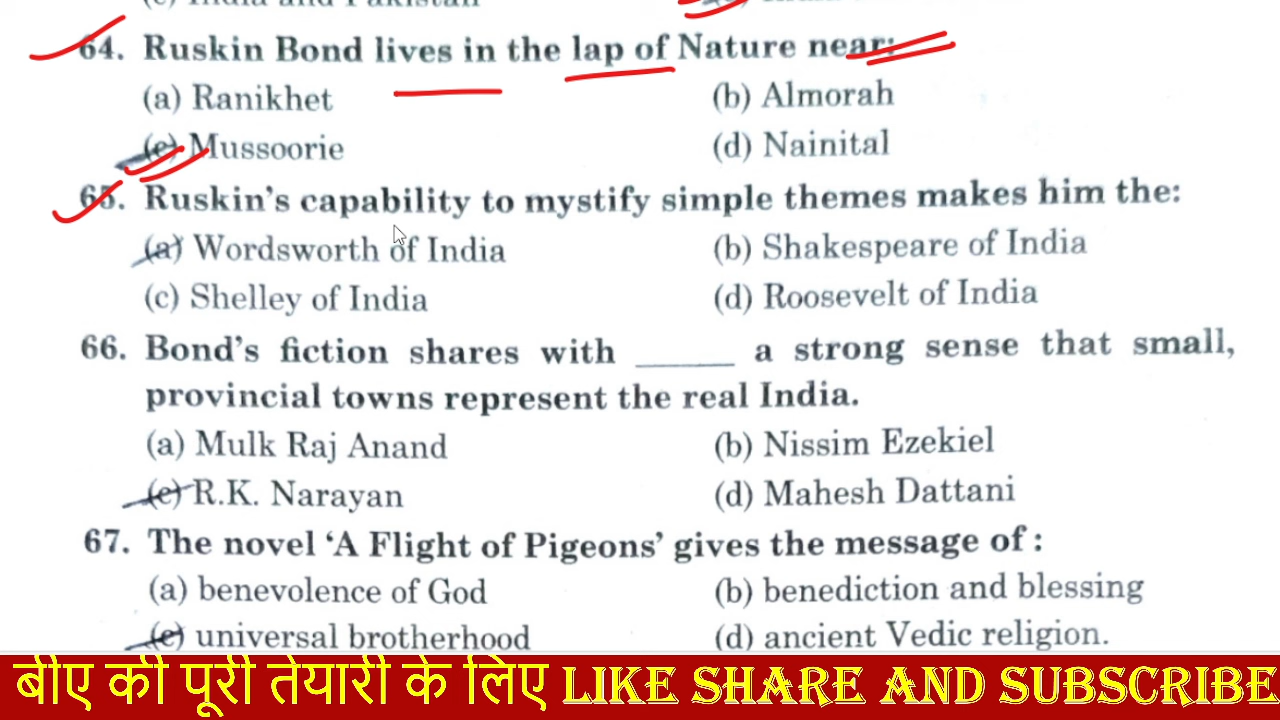 (c) India and Pakistan
64. Ruskin Bond lives in the lap of Nature near:
(a) Ranikhet (b) Almorah
(c) Mussoorie (d) Nainital
65. Ruskin's capability to mystify simple themes makes him the:
(a) Wordsworth of India (b) Shakespeare of India
(c) Shelley of India (d) Roosevelt of India
66. Bond's fiction shares with ______ a strong sense that small,
provincial towns represent the real India.
(a) Mulk Raj Anand (b) Nissim Ezekiel
(c) R.K. Narayan (d) Mahesh Dattani
67. The novel 'A Flight of Pigeons' gives the message of :
(a) benevolence of God (b) benediction and blessing
(c) universal brotherhood (d) ancient Vedic religion.
बीए की पूरी तेयारी के लिए LIKE SHARE AND SUBSCRIBE